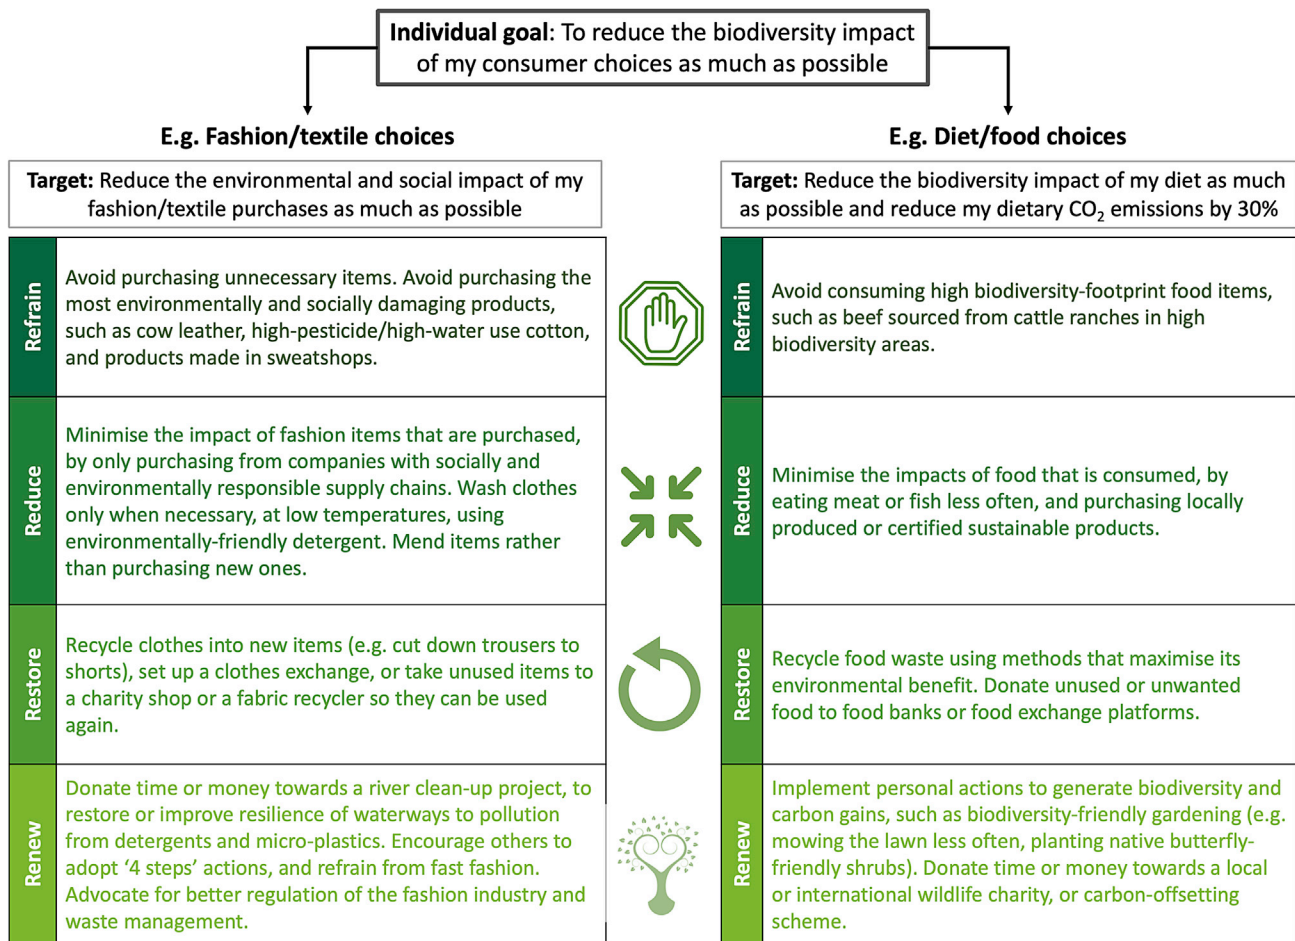 Individual goal: To reduce the biodiversity impact
of my consumer choices as much as possible
E.g. Fashion/textile choices
Target: Reduce the environmental and social impact of my
fashion/textile purchases as much as possible
Refrain
Avoid purchasing unnecessary items. Avoid purchasing the
most environmentally and socially damaging products,
such as cow leather, high-pesticide/high-water use cotton,
and products made in sweatshops.
Reduce
Minimise the impact of fashion items that are purchased,
by only purchasing from companies with socially and
environmentally responsible supply chains. Wash clothes
only when necessary, at low temperatures, using
environmentally-friendly detergent. Mend items rather
than purchasing new ones.
Restore
Recycle clothes into new items (e.g. cut down trousers to
shorts), set up a clothes exchange, or take unused items to
a charity shop or a fabric recycler so they can be used
again.
Renew
Donate time or money towards a river clean-up project, to
restore or improve resilience of waterways to pollution
from detergents and micro-plastics. Encourage others to
adopt ‘4 steps’ actions, and refrain from fast fashion.
Advocate for better regulation of the fashion industry and
waste management.
E.g. Diet/food choices
Target: Reduce the biodiversity impact of my diet as much
as possible and reduce my dietary CO₂ emissions by 30%
Refrain
Avoid consuming high biodiversity-footprint food items,
such as beef sourced from cattle ranches in high
biodiversity areas.
Reduce
Minimise the impacts of food that is consumed, by
eating meat or fish less often, and purchasing locally
produced or certified sustainable products.
Restore
Recycle food waste using methods that maximise its
environmental benefit. Donate unused or unwanted
food to food banks or food exchange platforms.
Renew
Implement personal actions to generate biodiversity and
carbon gains, such as biodiversity-friendly gardening (e.g.
mowing the lawn less often, planting native butterfly-
friendly shrubs). Donate time or money towards a local
or international wildlife charity, or carbon-offsetting
scheme.